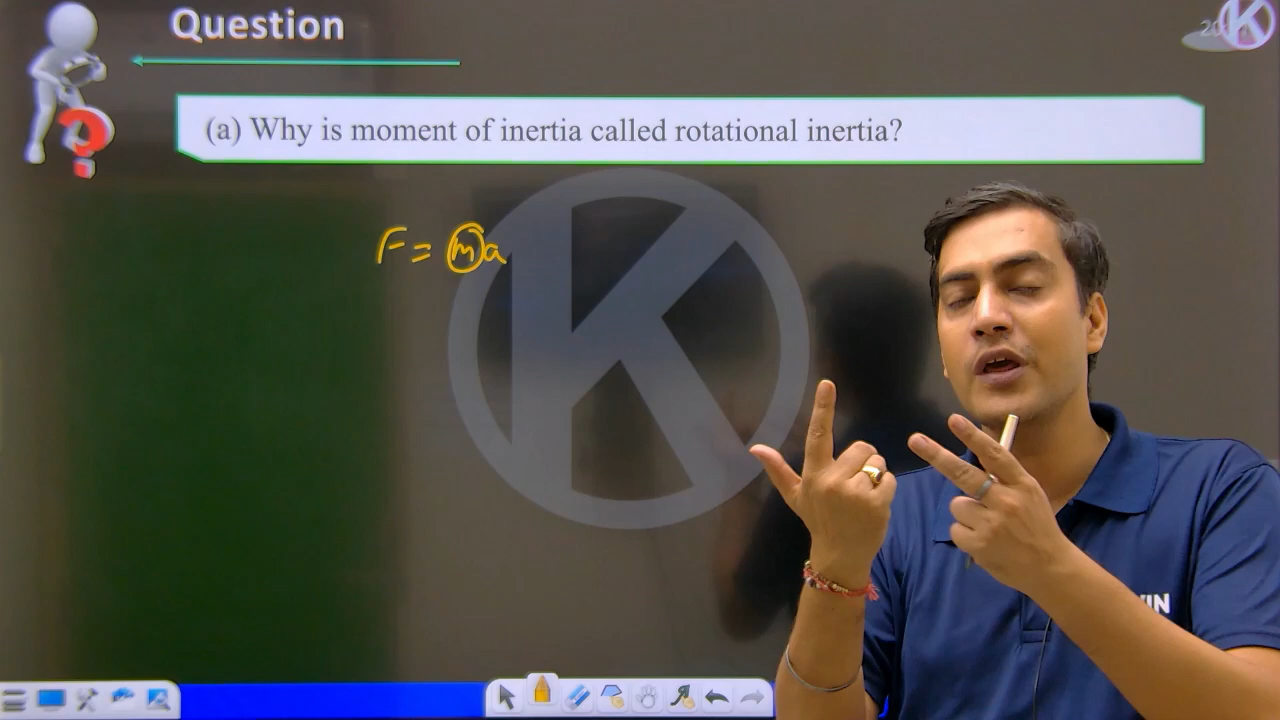 Question
(a) Why is moment of inertia called rotational inertia?
F = ma